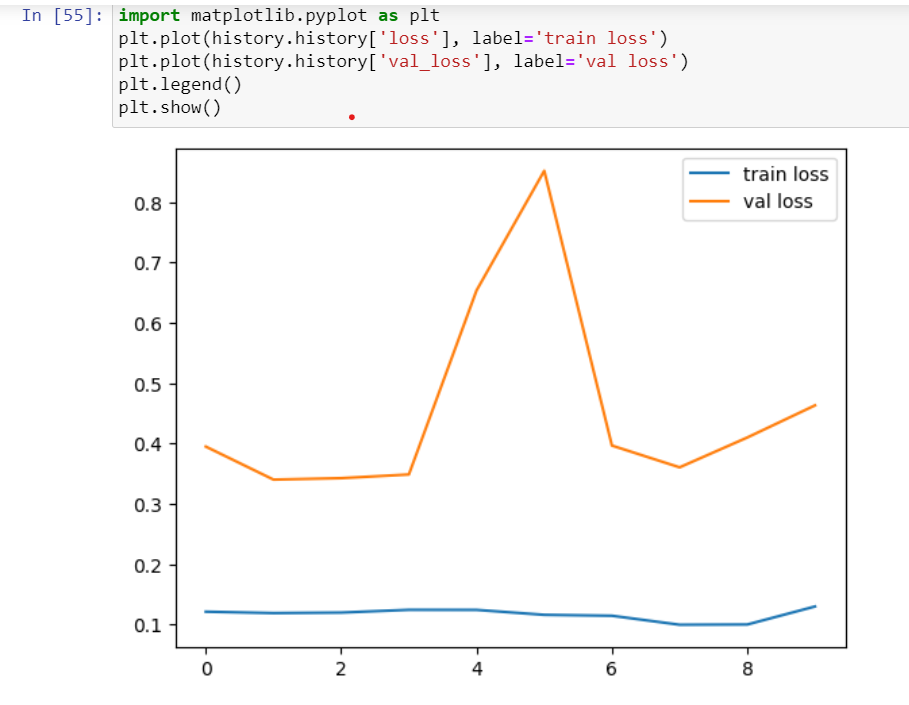 In [55]: import matplotlib.pyplot as plt
plt.plot(history.history['loss'], label='train loss')
plt.plot(history.history['val_loss'], label='val loss')
plt.legend()
plt.show()
train loss
val loss
0.8
0.7
0.6
0.5
0.4
0.3
0.2
0.1
0 2 4 6 8